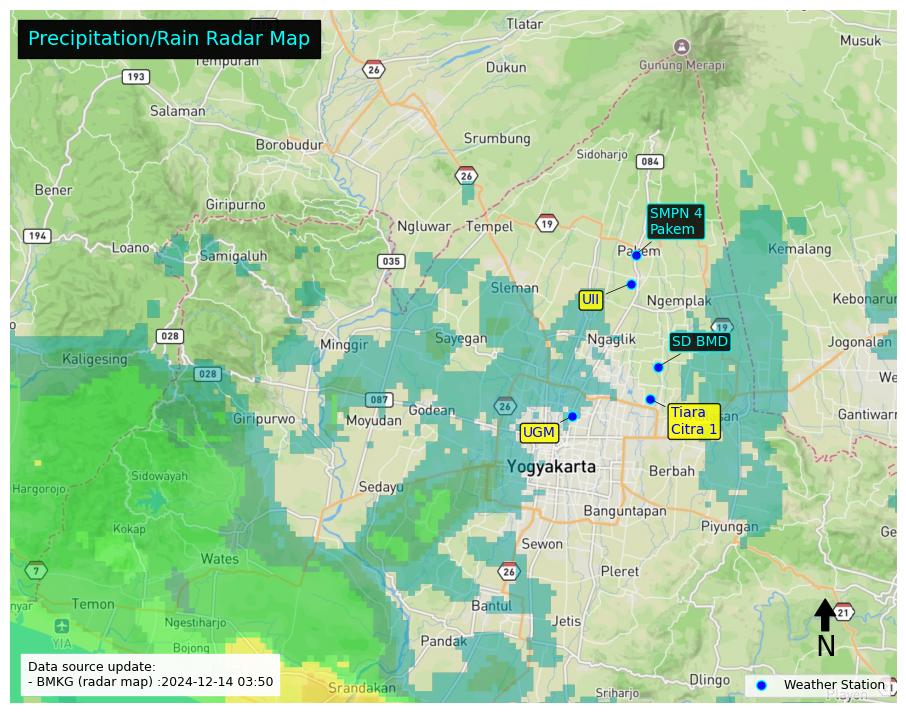 Precipitation/Rain Radar Map
Tlatar
Musuk
Gunung Merapi
Tempuran
26
193
Dukun
Salaman
Srumbung
Borobudur
Sidoharjo
084
26
Bener
Giripurno
SMPN 4
Pakem
Ngluwar
Tempel
19
194
Loano
Samigaluh
Pakem
Kemalang
035
Sleman
UII
Ngemplak
Kebonarum
19
028
Minggir
Sayegan
Ngaglik
SD BMD
Jogonalan
Kaligesing
028
087
Godean
26
Giripurwo
Moyudan
Tiara
Citra 1
Gantiwarn
UGM
Yogyakarta
Berbah
Sidowayah
Hargorojo
Sedayu
Banguntapan
Kokap
Piyungan
Sewon
Wates
7
26
Pleret
Temon
Bantul
21
Ngestiharjo
Jetis
YIA
Pandak
N
Bojong
Data source update:
- BMKG (radar map) :2024-12-14 03:50
Srandakan
Dlingo
Sriharjo
Weather Station